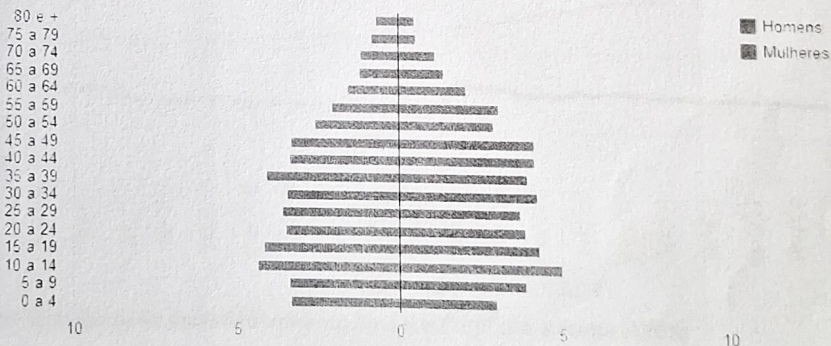 80 e +
75 a 79
70 a 74
65 a 69
60 a 64
55 a 59
50 a 54
45 a 49
40 a 44
35 a 39
30 a 34
25 a 29
20 a 24
15 a 19
10 a 14
5 a 9
0 a 4
10 5 0 5 10
Homens
Mulheres